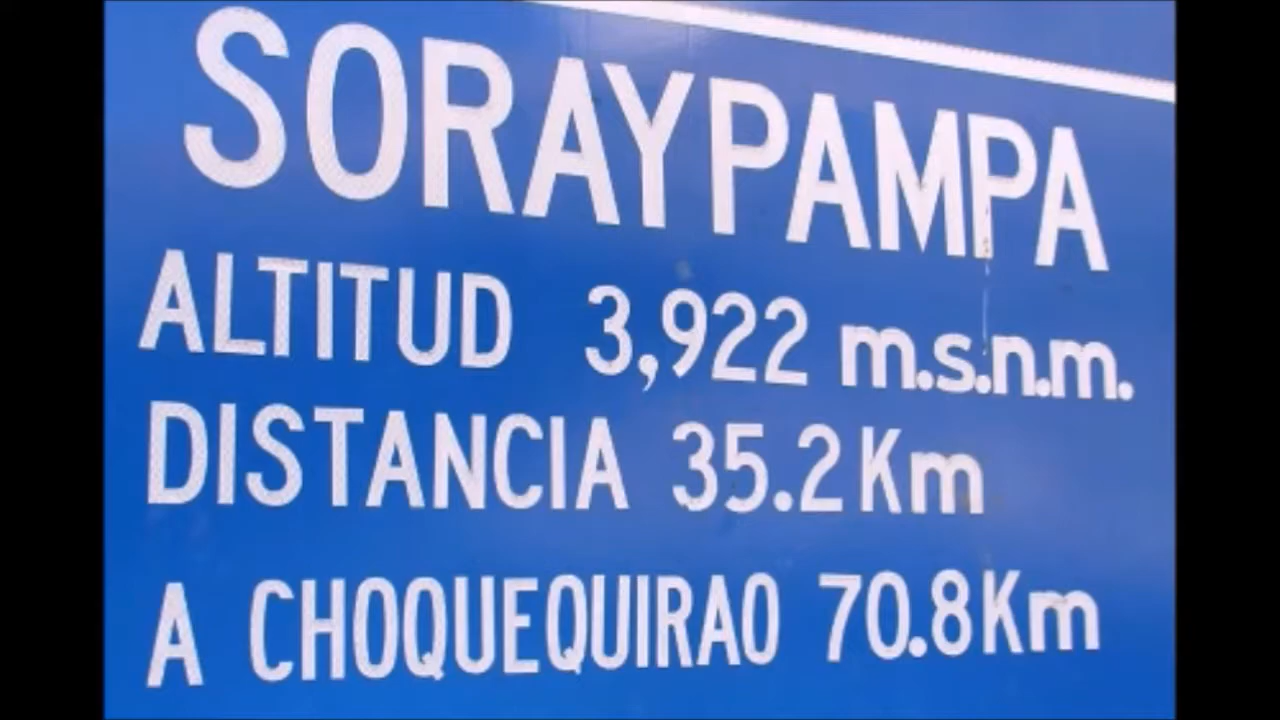 SORAYPAMPA
ALTITUD 3,922 m.s.n.m.
DISTANCIA 35.2Km
A CHOQUEQUIRAO 70.8Km